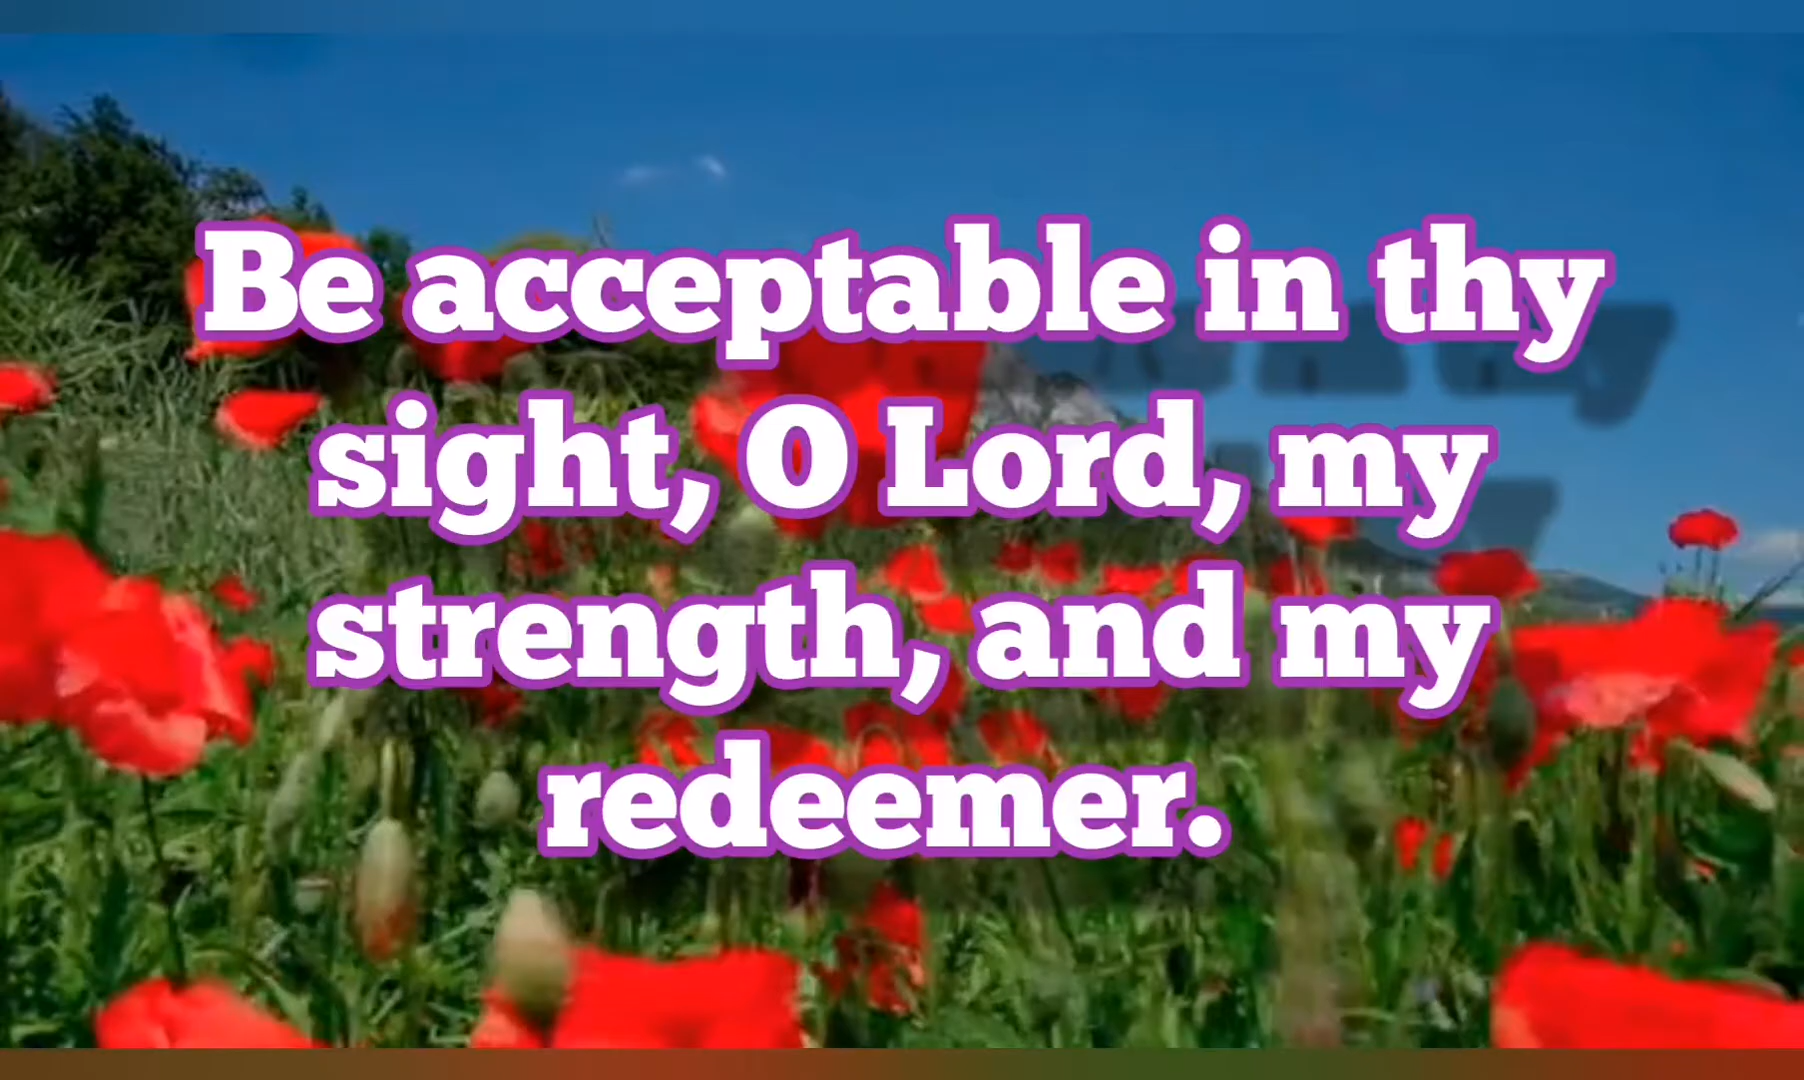 Be acceptable in thy
sight, O Lord, my
strength, and my
redeemer.